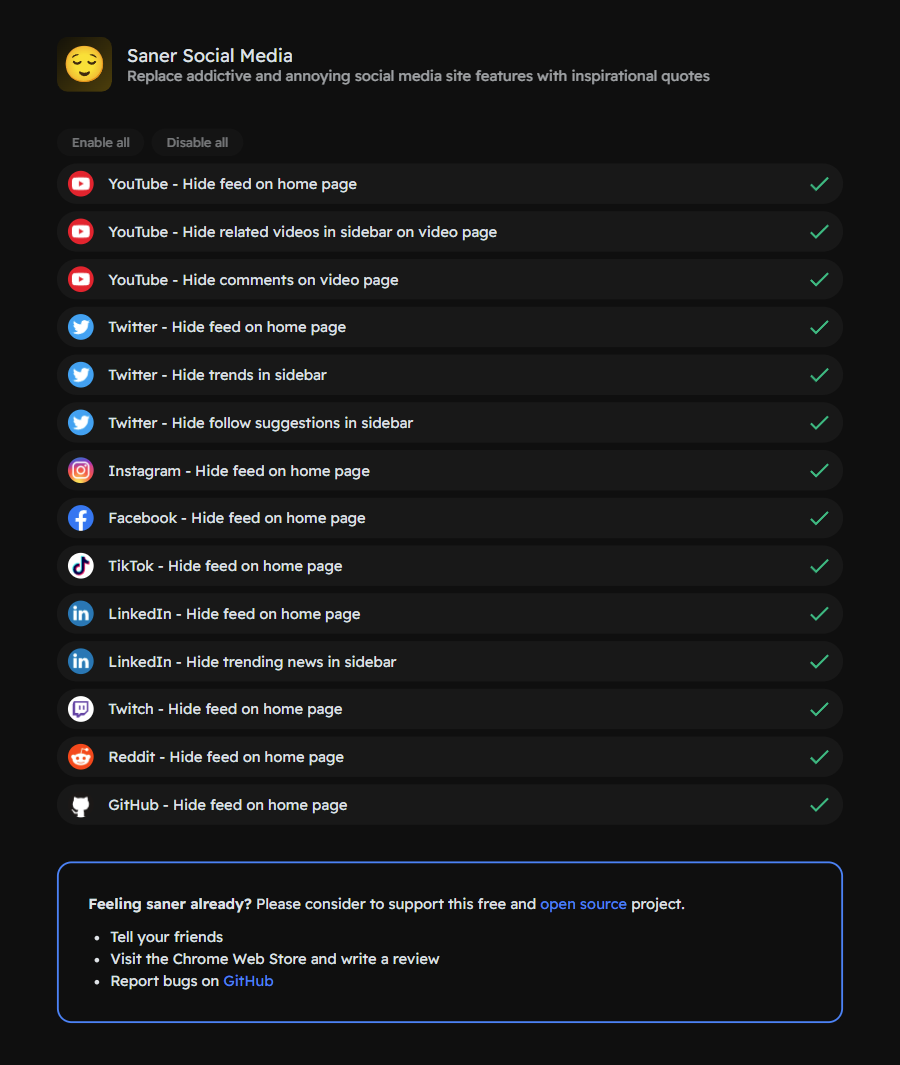 Saner Social Media
Replace addictive and annoying social media site features with inspirational quotes
Enable all
Disable all
YouTube - Hide feed on home page
YouTube - Hide related videos in sidebar on video page
YouTube - Hide comments on video page
Twitter - Hide feed on home page
Twitter - Hide trends in sidebar
Twitter - Hide follow suggestions in sidebar
Instagram - Hide feed on home page
Facebook - Hide feed on home page
TikTok - Hide feed on home page
LinkedIn - Hide feed on home page
LinkedIn - Hide trending news in sidebar
Twitch - Hide feed on home page
Reddit - Hide feed on home page
GitHub - Hide feed on home page
Feeling saner already? Please consider to support this free and open source project.
• Tell your friends
• Visit the Chrome Web Store and write a review
• Report bugs on GitHub